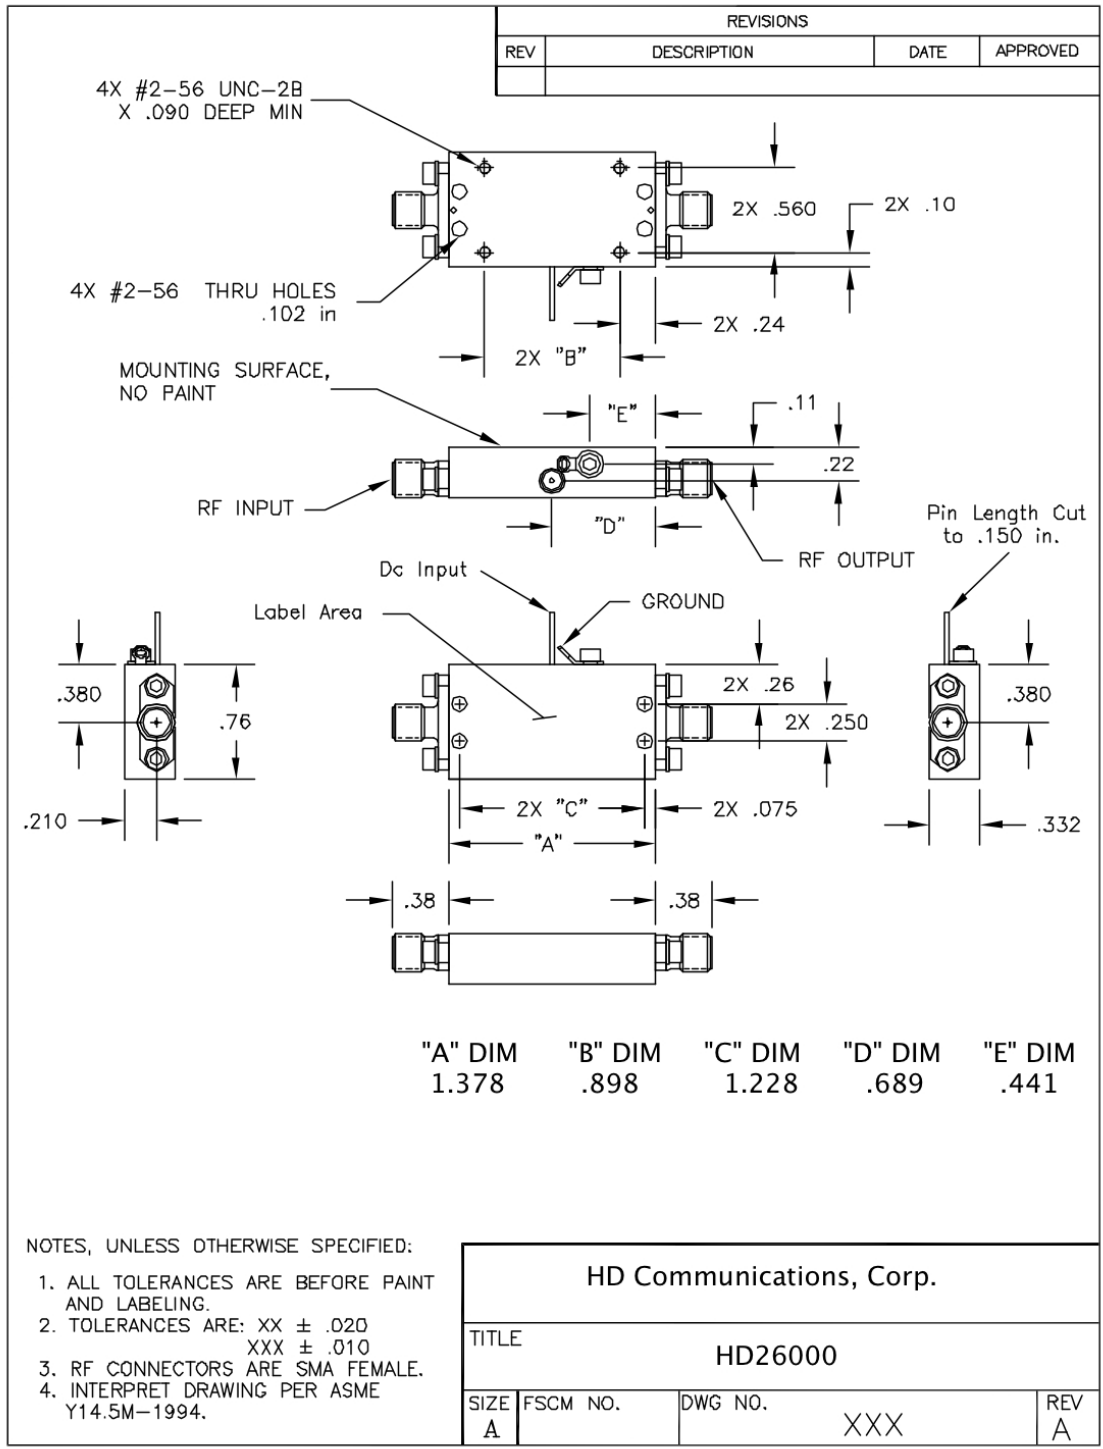 REVISIONS
REV DESCRIPTION DATE APPROVED
4X #2-56 UNC-2B
X .090 DEEP MIN
2X .560
2X .10
4X #2-56 THRU HOLES
.102 in
2X .24
2X "B"
MOUNTING SURFACE,
NO PAINT
"E"
.11
.22
RF INPUT
"D"
RF OUTPUT
Pin Length Cut
to .150 in.
Dc Input
GROUND
Label Area
.380
.76
2X .26
2X .250
.380
.210
2X "C"
2X .075
.332
"A"
.38
.38
"A" DIM "B" DIM "C" DIM "D" DIM "E" DIM
1.378 .898 1.228 .689 .441
NOTES, UNLESS OTHERWISE SPECIFIED:
1. ALL TOLERANCES ARE BEFORE PAINT
AND LABELING.
2. TOLERANCES ARE: XX ± .020
XXX ± .010
3. RF CONNECTORS ARE SMA FEMALE.
4. INTERPRET DRAWING PER ASME
Y14.5M-1994.
HD Communications, Corp.
TITLE
HD26000
SIZE FSCM NO. DWG NO. REV
A XXX A